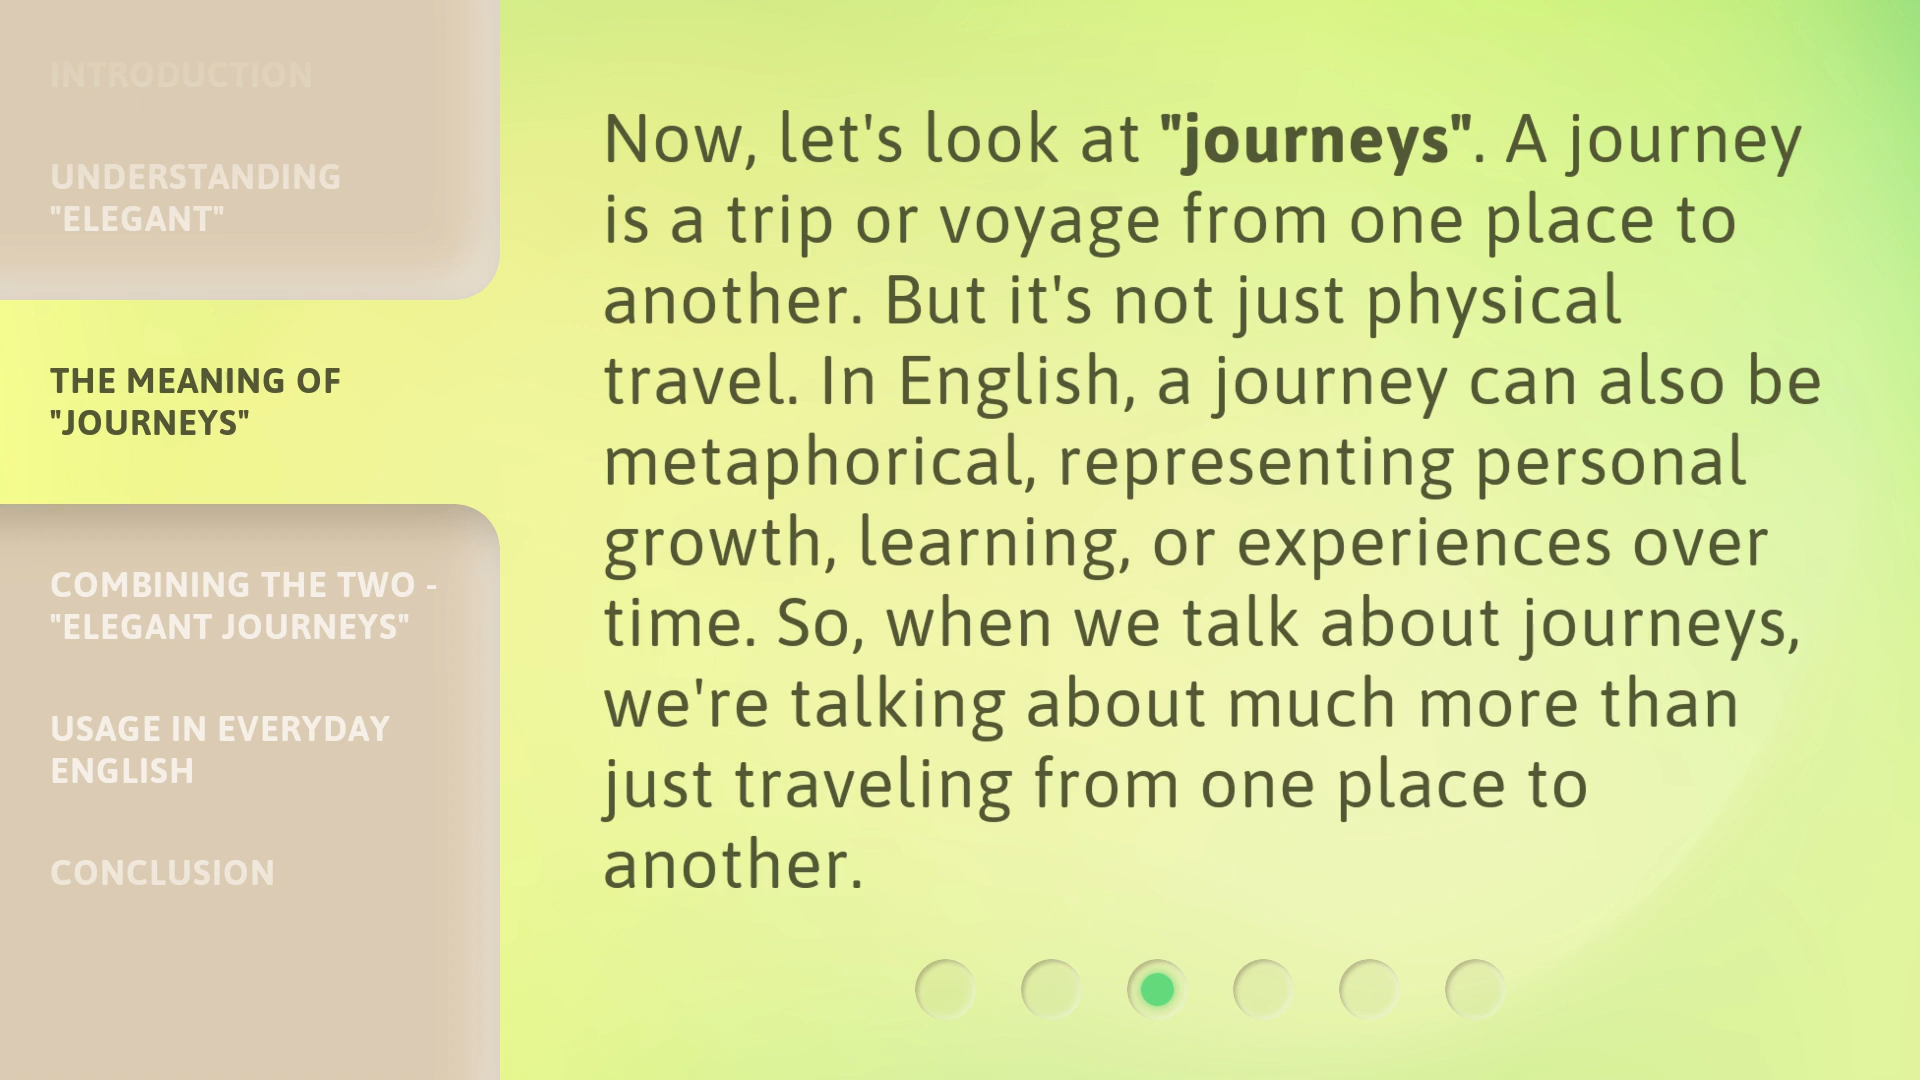 INTRODUCTION
UNDERSTANDING
"ELEGANT"
THE MEANING OF
"JOURNEYS"
COMBINING THE TWO -
"ELEGANT JOURNEYS"
USAGE IN EVERYDAY
ENGLISH
CONCLUSION
Now, let's look at "journeys". A journey
is a trip or voyage from one place to
another. But it's not just physical
travel. In English, a journey can also be
metaphorical, representing personal
growth, learning, or experiences over
time. So, when we talk about journeys,
we're talking about much more than
just traveling from one place to
another.